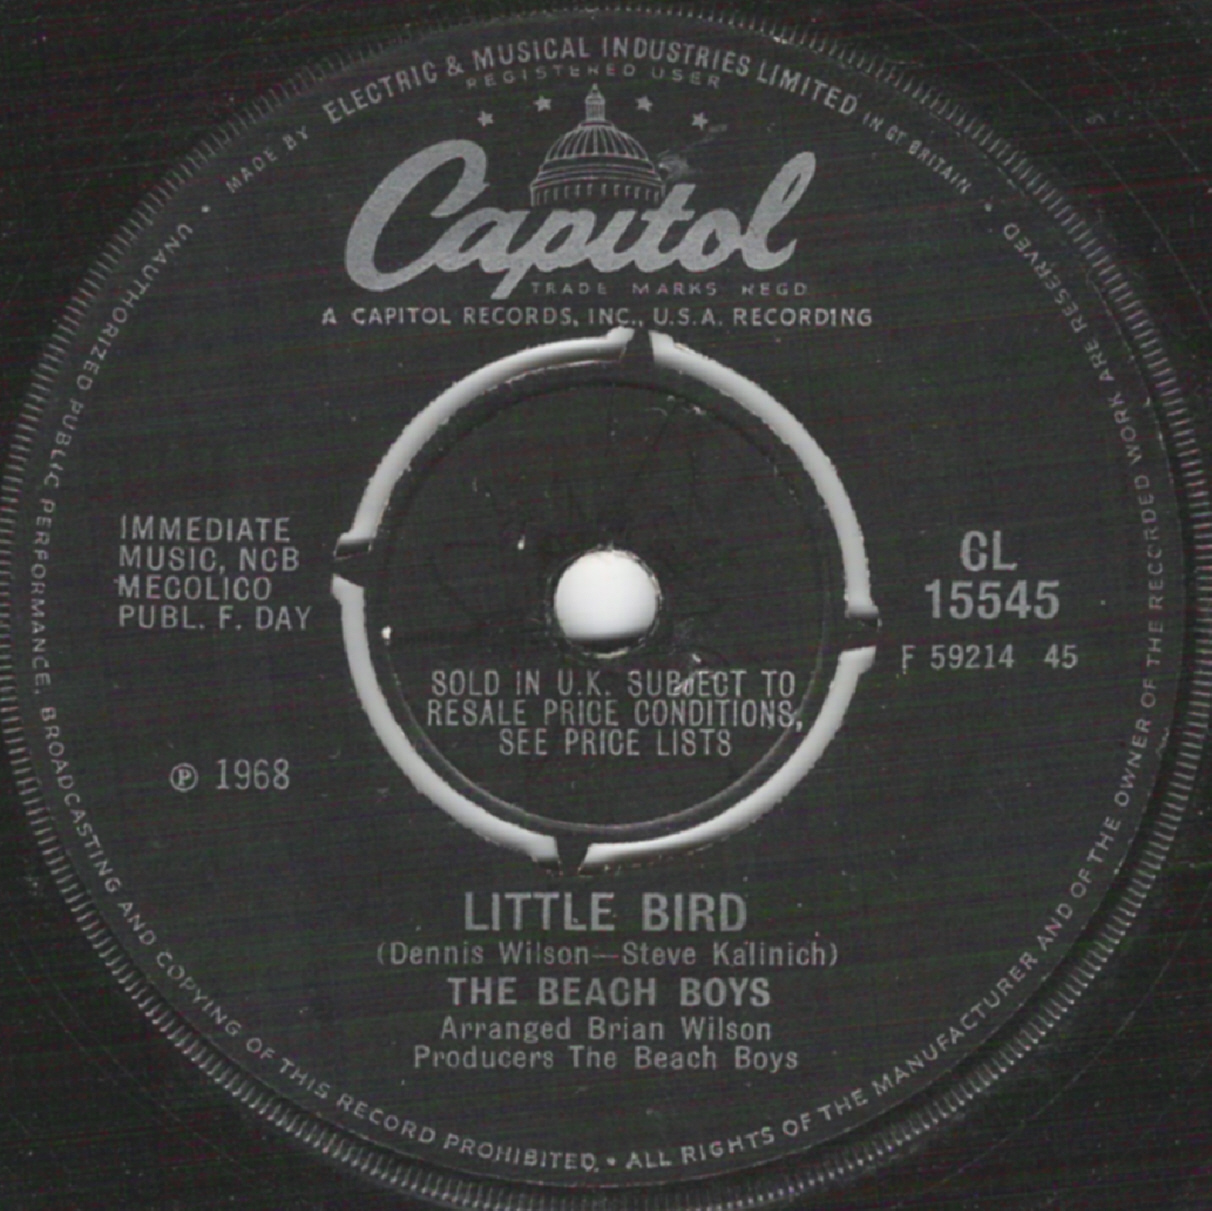 MADE BY ELECTRIC & MUSICAL INDUSTRIES LIMITED IN GT BRITAIN
REGISTERED USER
Capitol
TRADE MARKS REGD
A CAPITOL RECORDS, INC., U.S.A. RECORDING
IMMEDIATE
MUSIC, NCB
MECOLICO
PUBL. F. DAY
CL
15545
F 59214 45
SOLD IN U.K. SUBJECT TO
RESALE PRICE CONDITIONS,
SEE PRICE LISTS
℗ 1968
LITTLE BIRD
(Dennis Wilson—Steve Kalinich)
THE BEACH BOYS
Arranged Brian Wilson
Producers The Beach Boys
UNAUTHORIZED PUBLIC PERFORMANCE, BROADCASTING AND COPYING OF THIS RECORD PROHIBITED. • ALL RIGHTS OF THE MANUFACTURER AND OF THE OWNER OF THE RECORDED WORK ARE RESERVED